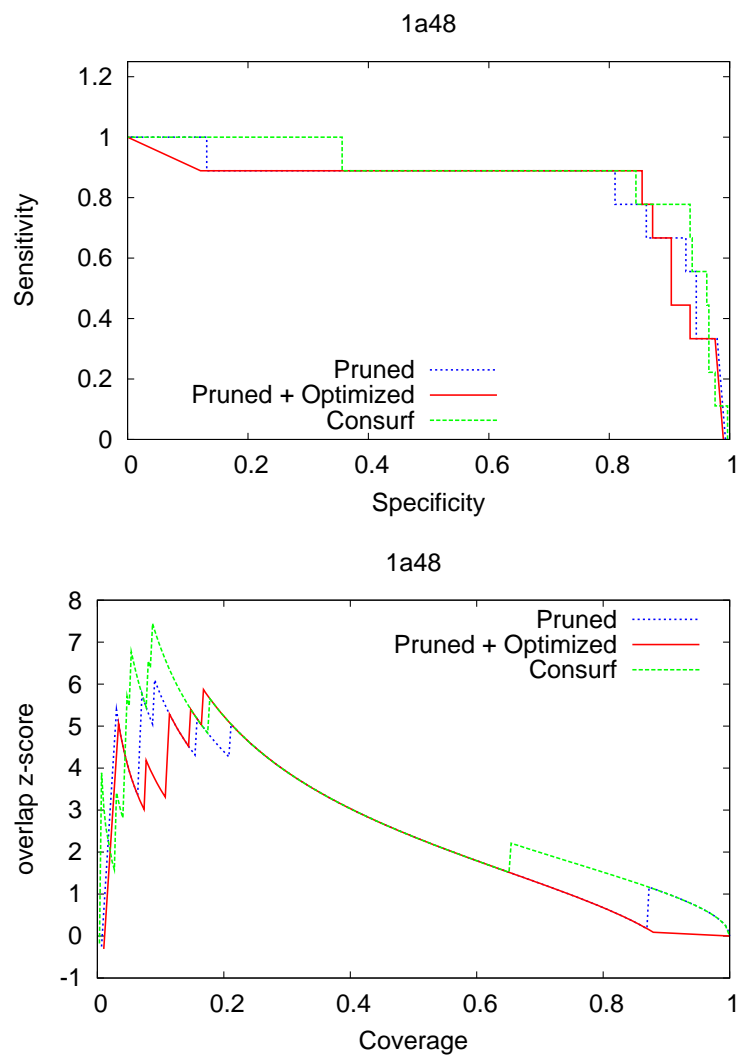 1a48
1.2
1
0.8
0.6
0.4
0.2
0
Sensitivity
Pruned
Pruned + Optimized
Consurf
0 0.2 0.4 0.6 0.8 1
Specificity
1a48
8
7
6
5
4
3
2
1
0
-1
overlap z-score
Pruned
Pruned + Optimized
Consurf
0 0.2 0.4 0.6 0.8 1
Coverage